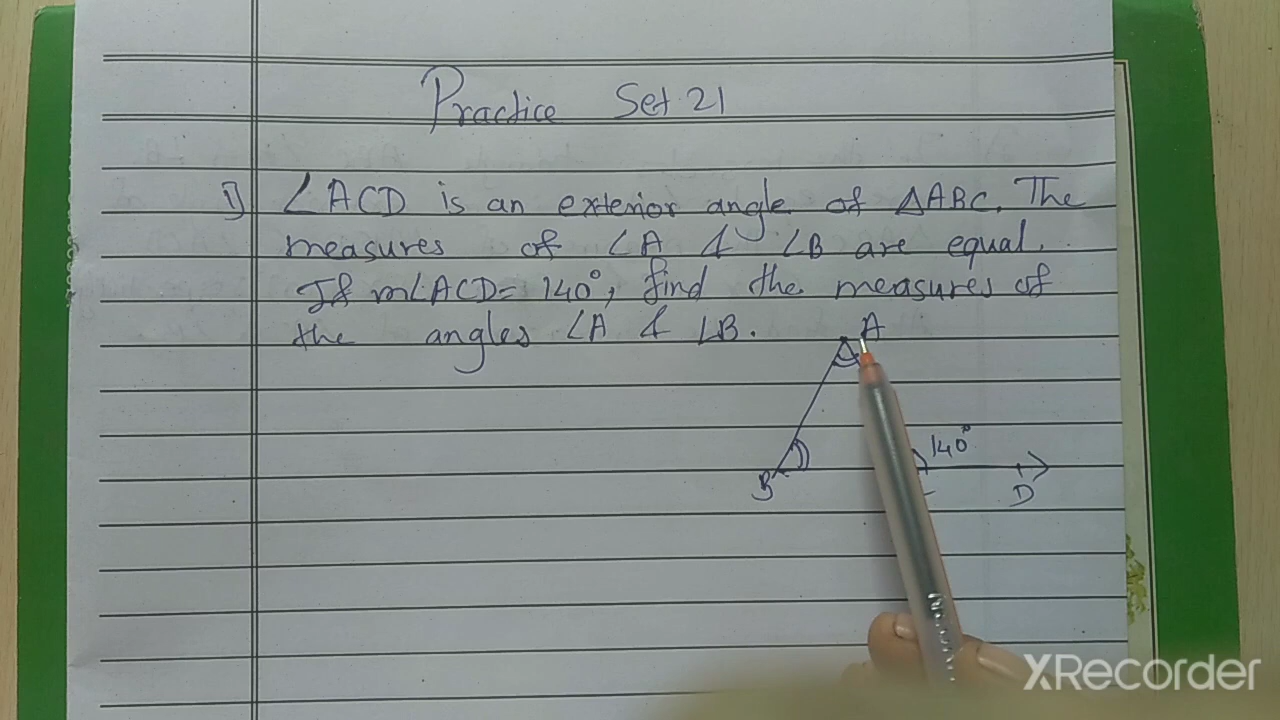 Practice Set 21
1) ∠ACD is an exterior angle of △ABC. The
measures of ∠A & ∠B are equal.
If m∠ACD = 140°, find the measures of
the angles ∠A & ∠B.
A
140°
B D
XRecorder